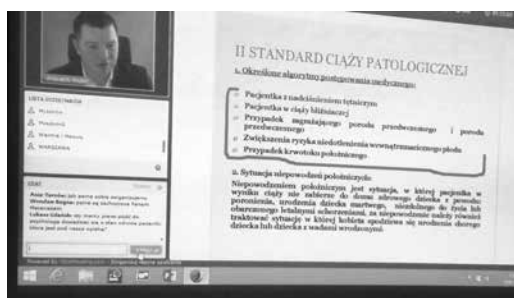 II STANDARD CIĄŻY PATOLOGICZNEJ
1. Określone algorytmy postępowania medycznego:
Pacjentka z nadciśnieniem tętniczym
Pacjentka w ciąży bliźniaczej
Przypadek zagrażającego porodu przedwczesnego i porodu
przedwczesnego
Zwiększenia ryzyka niedotlenienia wewnątrzmacicznego płodu
Przypadek krwotoku położniczego
2. Sytuacja niepowodzeń położniczych:
Niepowodzeniem położniczym jest sytuacja, w której pacjentka w
wyniku ciąży nie zabierze do domu zdrowego dziecka z powodu:
poronienia, urodzenia dziecka martwego, niezdolnego do życia lub
obarczonego letalnymi schorzeniami, za niepowodzenie należy również
traktować sytuację w której kobieta spodziewa się urodzenia chorego
dziecka lub dziecka z wadami wrodzonymi.
LISTA UCZESTNIKÓW
WARSZAWA
CZAT